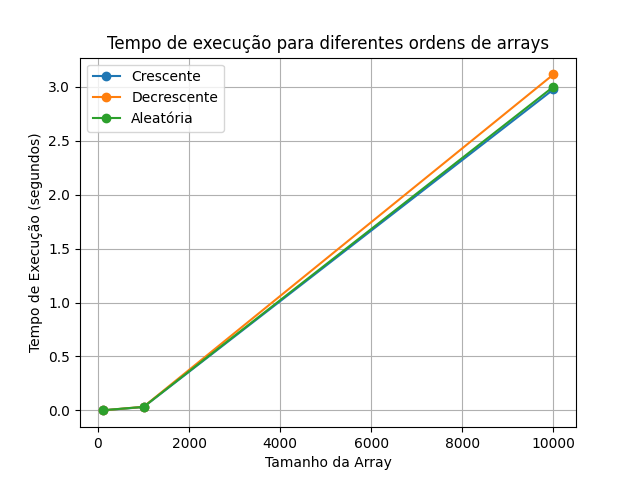 Tempo de execução para diferentes ordens de arrays
Crescente
Decrescente
Aleatória
Tempo de Execução (segundos)
3.0
2.5
2.0
1.5
1.0
0.5
0.0
0 2000 4000 6000 8000 10000
Tamanho da Array